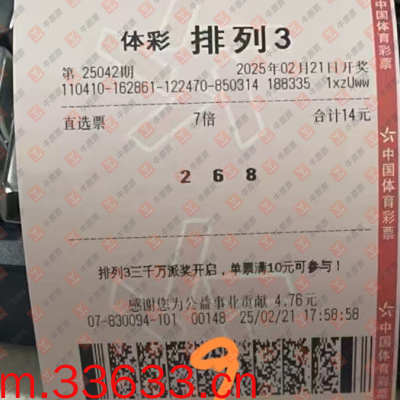 体彩 排列3
第 25042期 2025年02月21日开奖
110410-162861-122470-850314 188335 1xzUww
直选票 7倍 合计14元
2 6 8
排列3三千万派奖开启，单票满10元可参与！
感谢您为公益事业贡献 4.76元
07-830094-101 00148 25/02/21 17:58:58
9
m.33633.cn
中国体育彩票
中国体育彩票